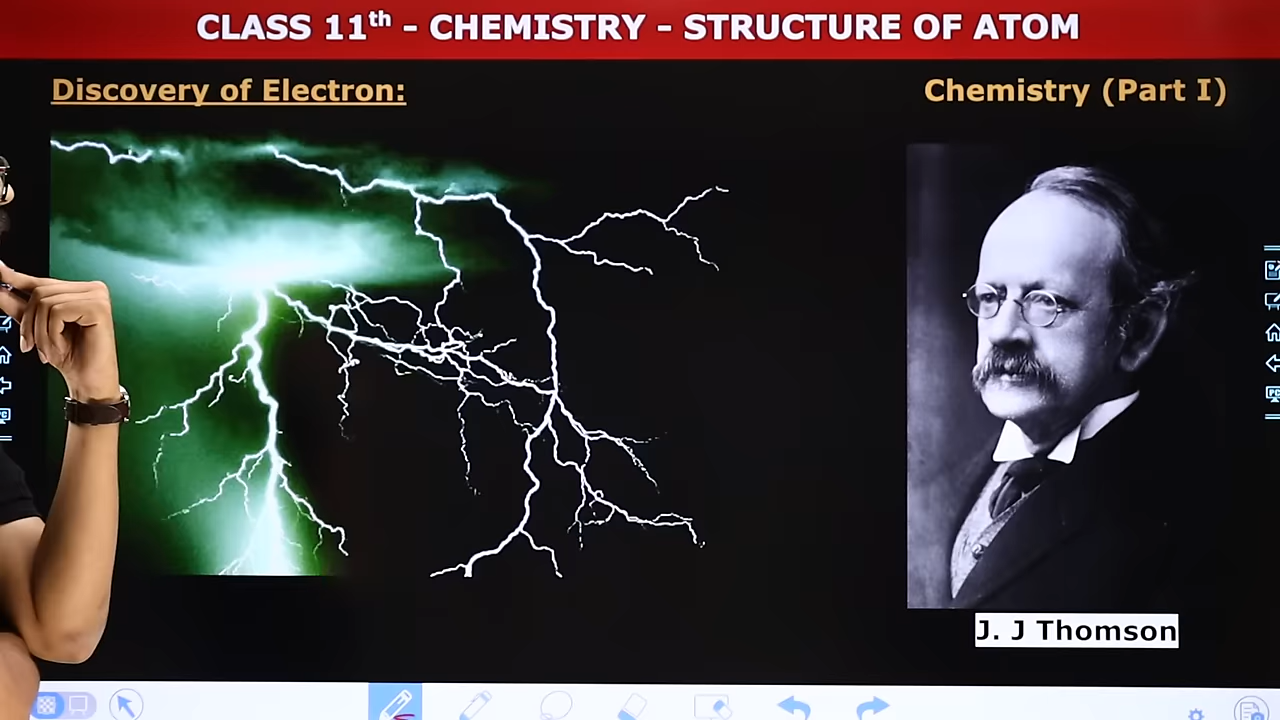 CLASS 11th - CHEMISTRY - STRUCTURE OF ATOM
Discovery of Electron:
Chemistry (Part I)
J. J Thomson